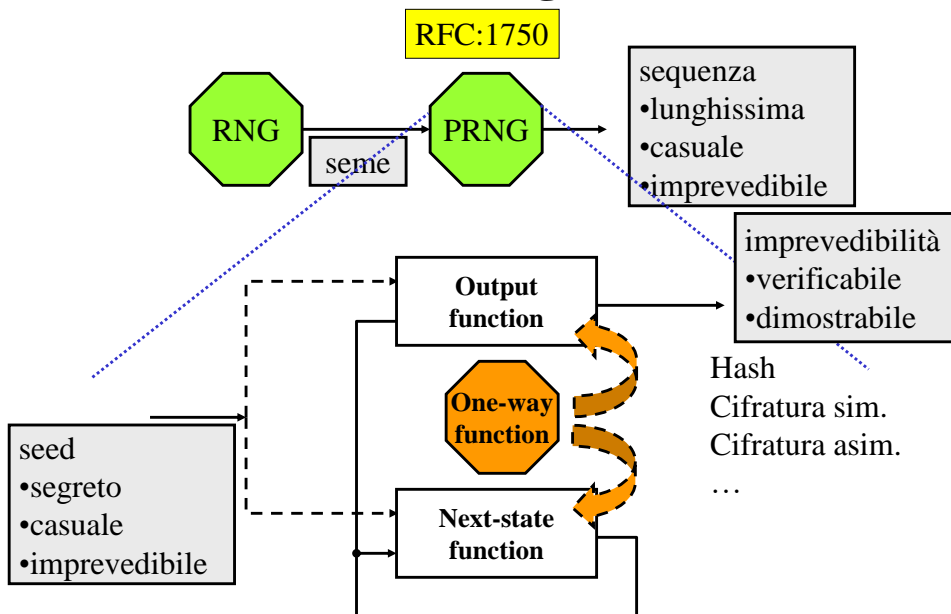 RFC:1750
RNG
seme
PRNG
sequenza
•lunghissima
•casuale
•imprevedibile
imprevedibilità
•verificabile
•dimostrabile
Output
function
One-way
function
Hash
Cifratura sim.
Cifratura asim.
…
seed
•segreto
•casuale
•imprevedibile
Next-state
function